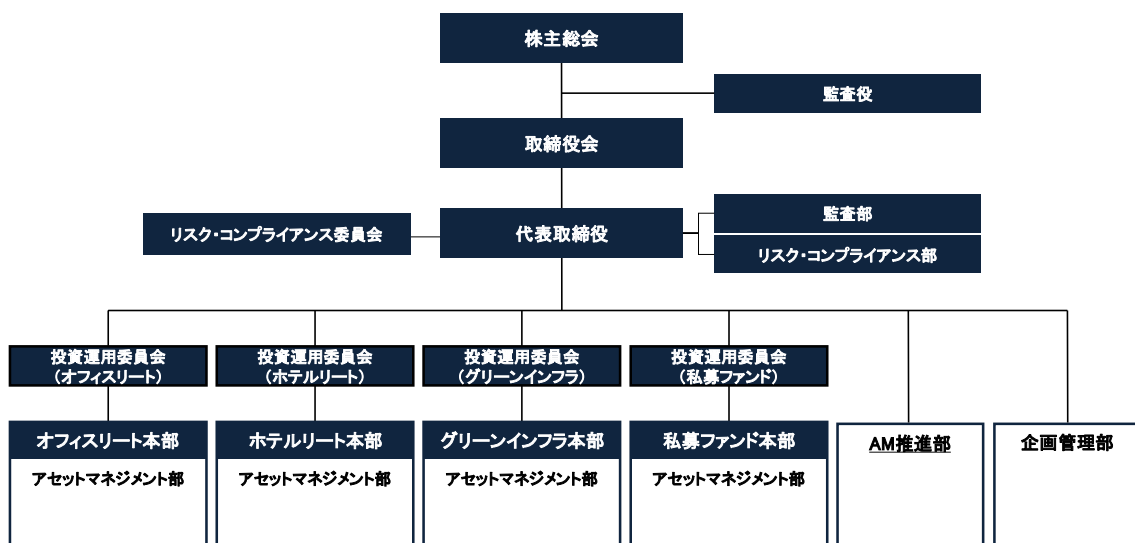 株主総会
監査役
取締役会
リスク・コンプライアンス委員会
代表取締役
監査部
リスク・コンプライアンス部
投資運用委員会
(オフィスリート)
投資運用委員会
(ホテルリート)
投資運用委員会
(グリーンインフラ)
投資運用委員会
(私募ファンド)
オフィスリート本部
アセットマネジメント部
ホテルリート本部
アセットマネジメント部
グリーンインフラ本部
アセットマネジメント部
私募ファンド本部
アセットマネジメント部
AM推進部
企画管理部